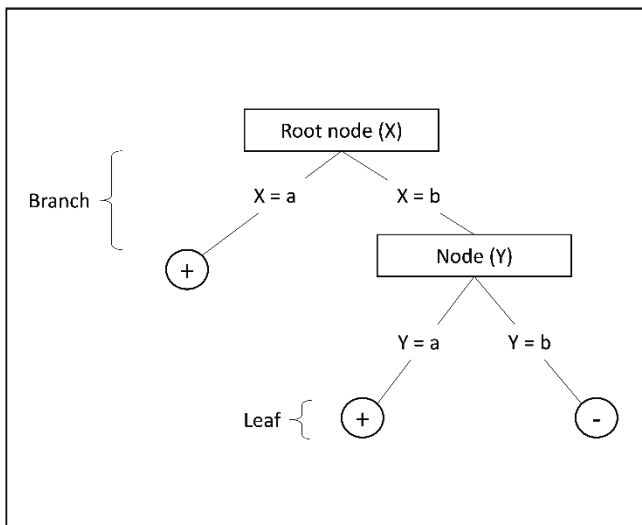 Root node (X)
Branch
X = a
X = b
+
Node (Y)
Y = a
Y = b
Leaf
+
-